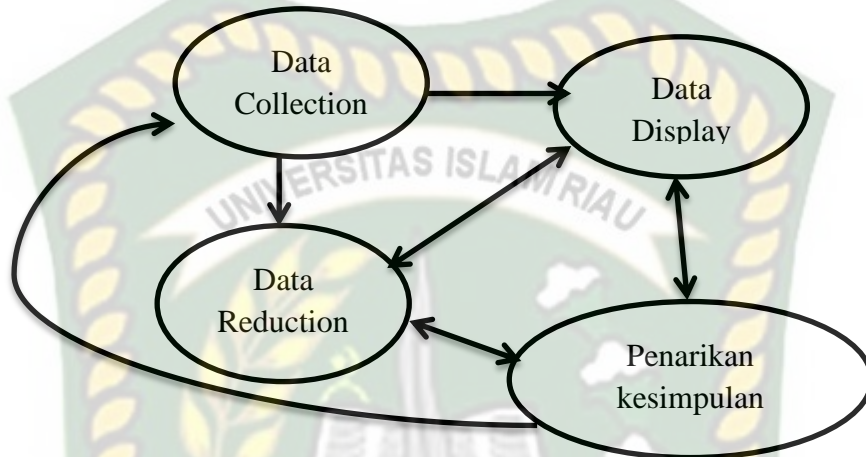 Data
Collection
Data
Display
UNIVERSITAS ISLAM RIAU
Data
Reduction
Penarikan
kesimpulan